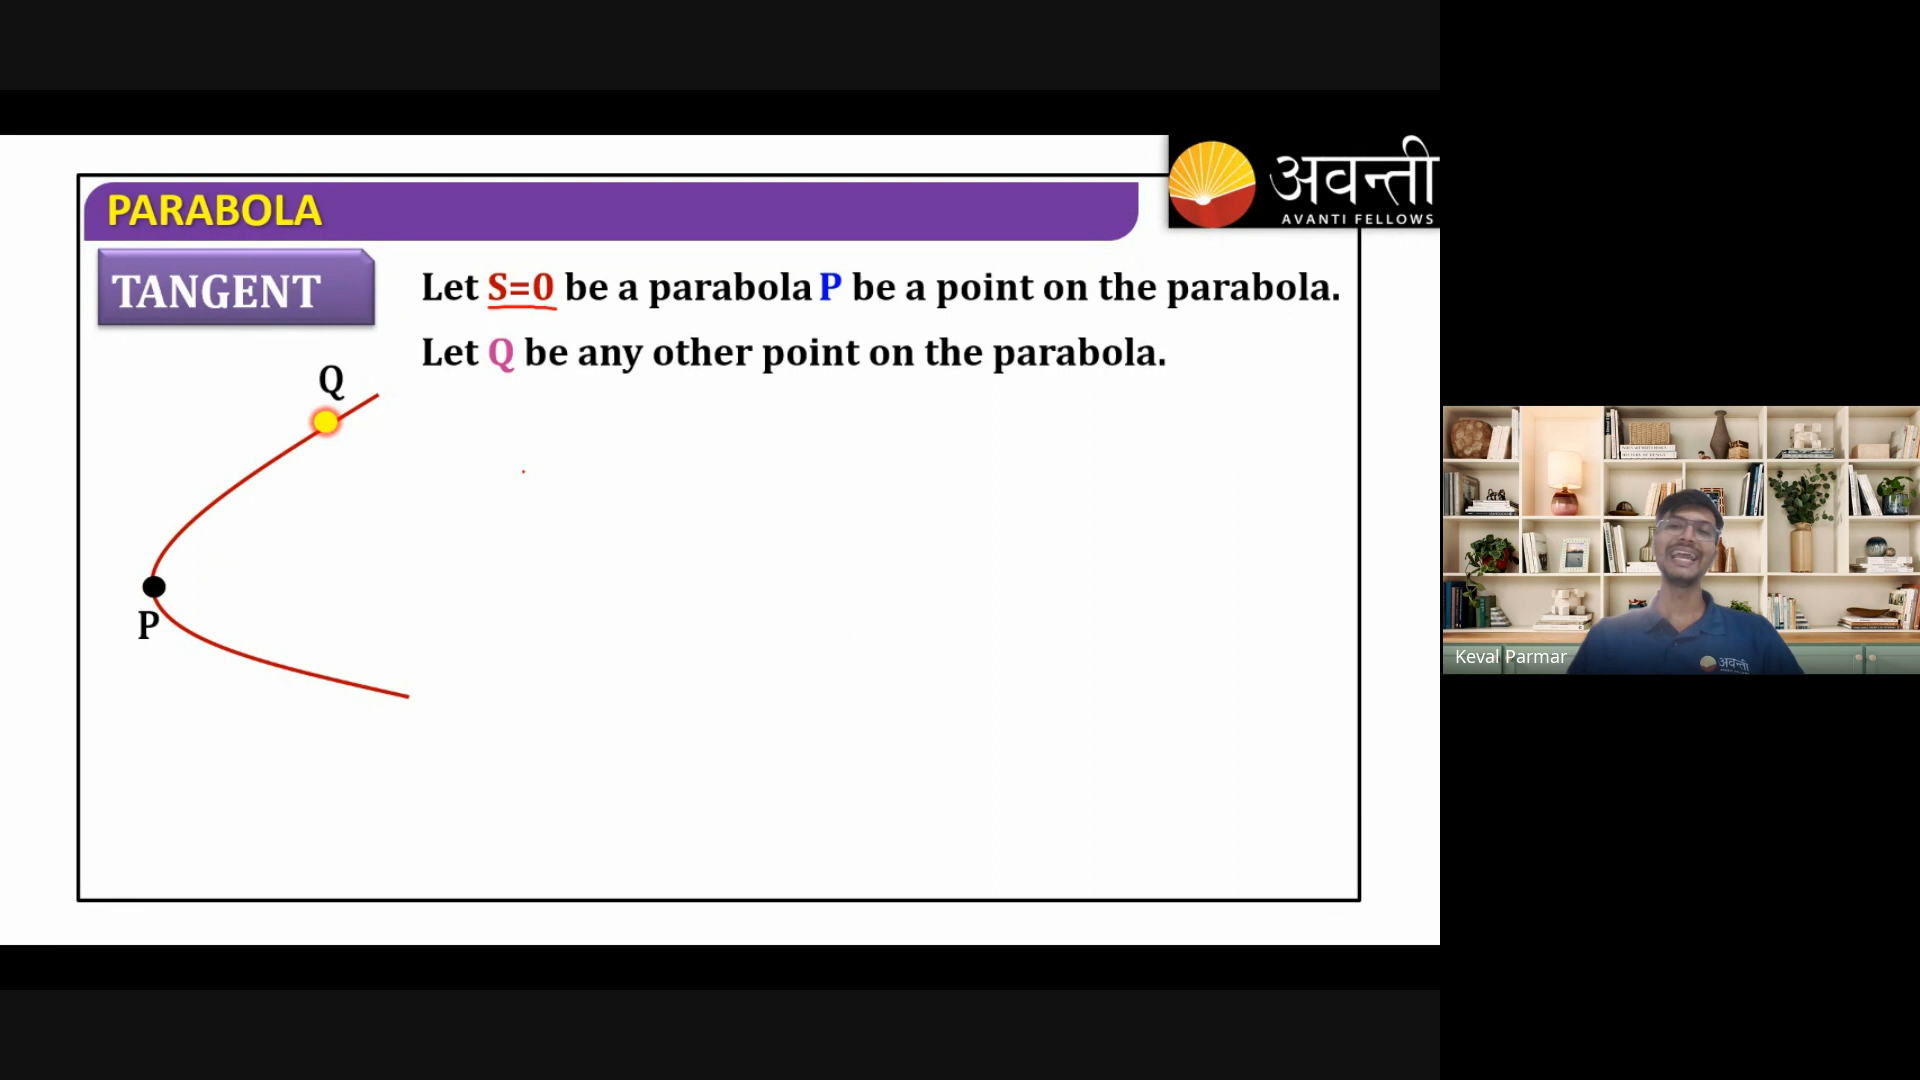 PARABOLA
अवन्ती
AVANTI FELLOWS
TANGENT
Let S=0 be a parabola P be a point on the parabola.
Let Q be any other point on the parabola.
Q
P
Keval Parmar
अवन्ती